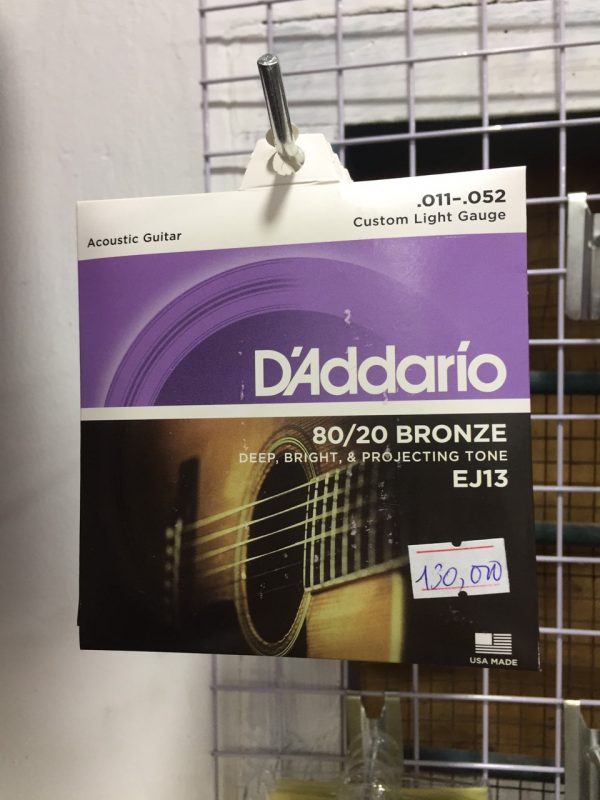 .011–.052
Custom Light Gauge
Acoustic Guitar
D'Addario
80/20 BRONZE
DEEP, BRIGHT, & PROJECTING TONE
EJ13
130,000
USA MADE